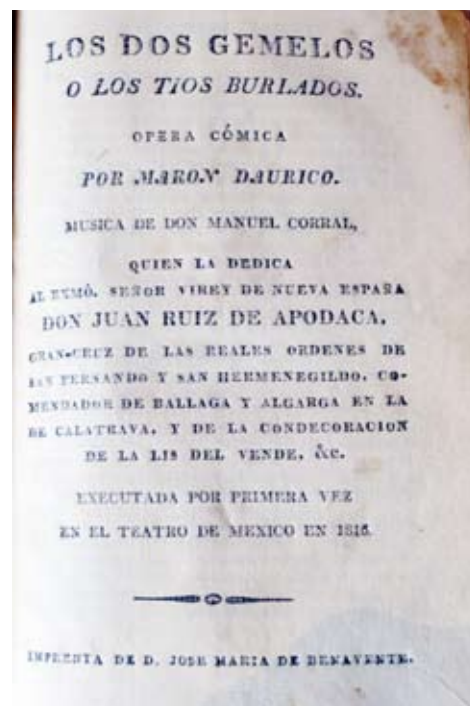 LOS DOS GEMELOS
O LOS TIOS BURLADOS.
OPERA CÓMICA
POR MARON DAURICO.
MUSICA DE DON MANUEL CORRAL,
QUIEN LA DEDICA
AL EXMÔ. SEÑOR VIREY DE NUEVA ESPAÑA
DON JUAN RUIZ DE APODACA,
GRAN-CRUZ DE LAS REALES ORDENES DE
SAN FERNANDO Y SAN HERMENEGILDO, CO-
MENDADOR DE BALLAGA Y ALGARGA EN LA
DE CALATRAVA, Y DE LA CONDECORACION
DE LA LIS DEL VENDE, &c.
EXECUTADA POR PRIMERA VEZ
EN EL TEATRO DE MEXICO EN 1816.
IMPRENTA DE D. JOSE MARIA DE BENAVENTE.